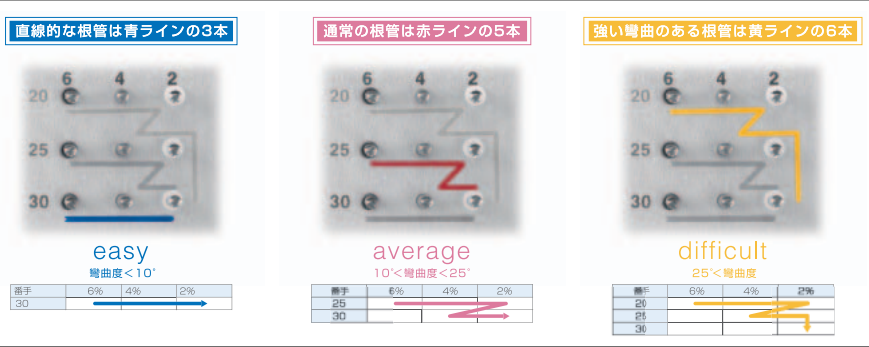 直線的な根管は青ラインの3本
6 4 2
20
25
30
easy
彎曲度<10°
番手 6% 4% 2%
30
通常の根管は赤ラインの5本
6 4 2
20
25
30
average
10°<彎曲度<25°
番手 6% 4% 2%
25
30
強い彎曲のある根管は黄ラインの6本
6 4 2
20
25
30
difficult
25°<彎曲度
番手 6% 4% 2%
20
25
30